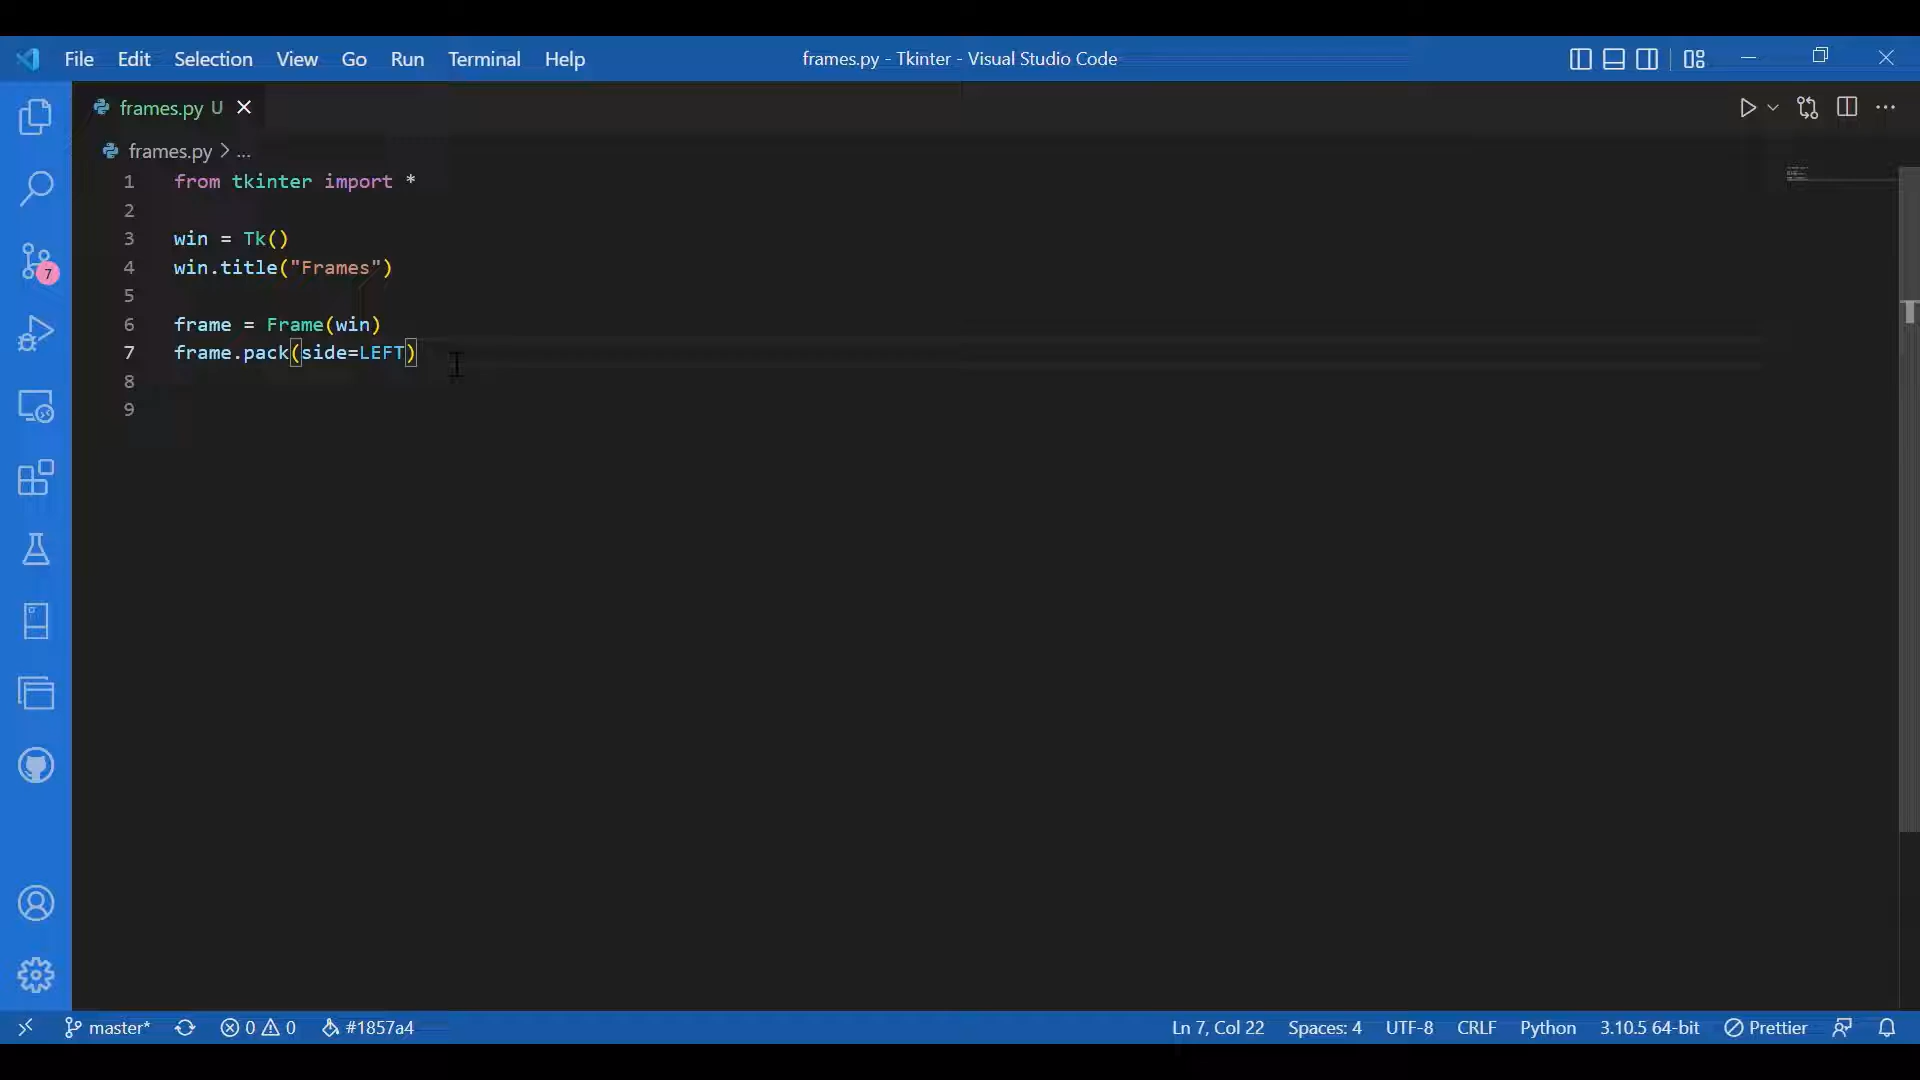 File Edit Selection View Go Run Terminal Help frames.py - Tkinter - Visual Studio Code
frames.py U
frames.py > ...
1 from tkinter import *
2
3 win = Tk()
4 win.title("Frames")
5
6 frame = Frame(win)
7 frame.pack(side=LEFT)
8
9
7
master* 0 0 #1857a4 Ln 7, Col 22 Spaces: 4 UTF-8 CRLF Python 3.10.5 64-bit Prettier